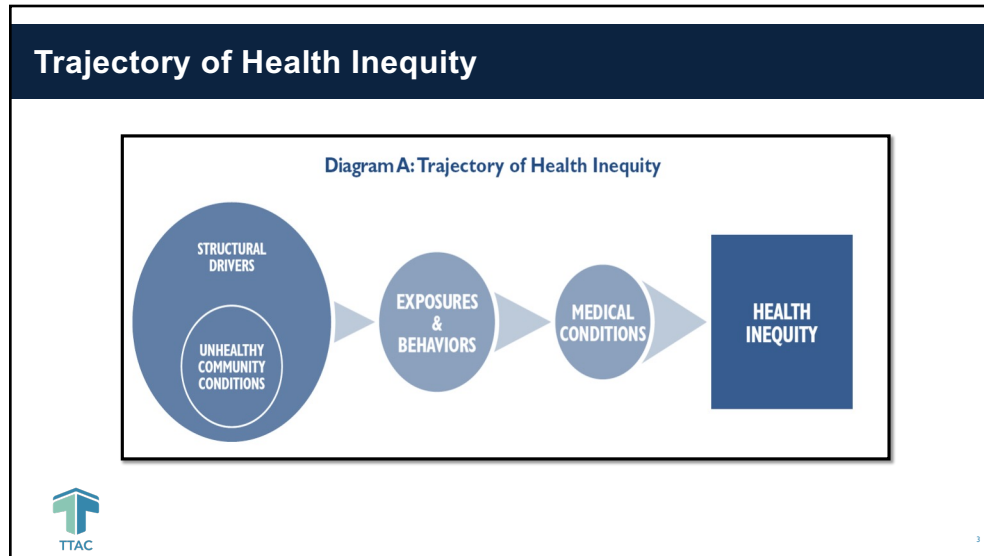 Trajectory of Health Inequity
Diagram A: Trajectory of Health Inequity
STRUCTURAL
DRIVERS
UNHEALTHY
COMMUNITY
CONDITIONS
EXPOSURES
&
BEHAVIORS
MEDICAL
CONDITIONS
HEALTH
INEQUITY
TTAC
3